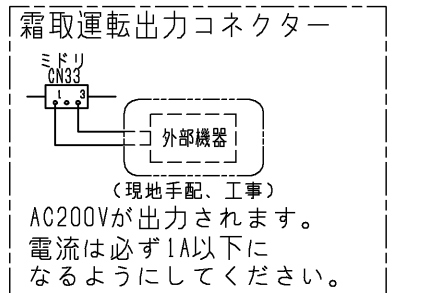 霜取運転出力コネクター
ミドリ
CN33
1 3
外部機器
(現地手配、工事)
AC200Vが出力されます。
電流は必ず1A以下に
なるようにしてください。